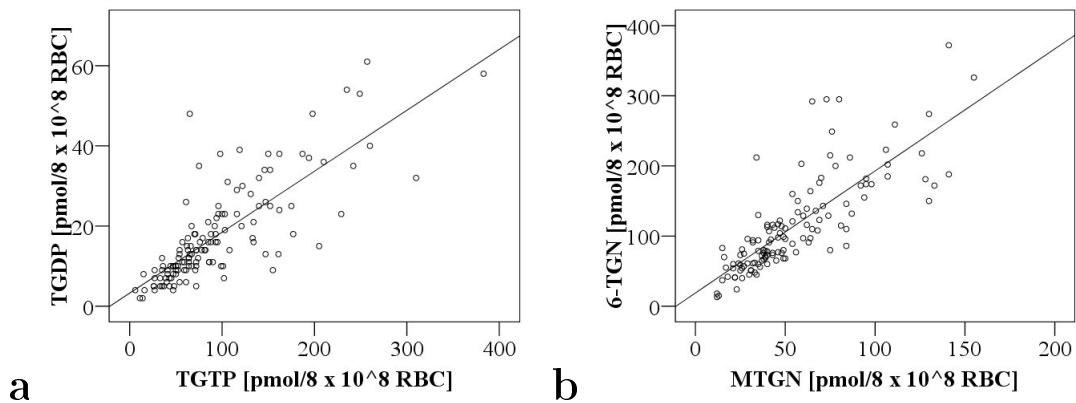 TGDP [pmol/8 x 10^8 RBC]
60
40
20
0
0 100 200 300 400
TGTP [pmol/8 x 10^8 RBC]
a
6-TGN [pmol/8 x 10^8 RBC]
400
300
200
100
0
0 50 100 150 200
MTGN [pmol/8 x 10^8 RBC]
b